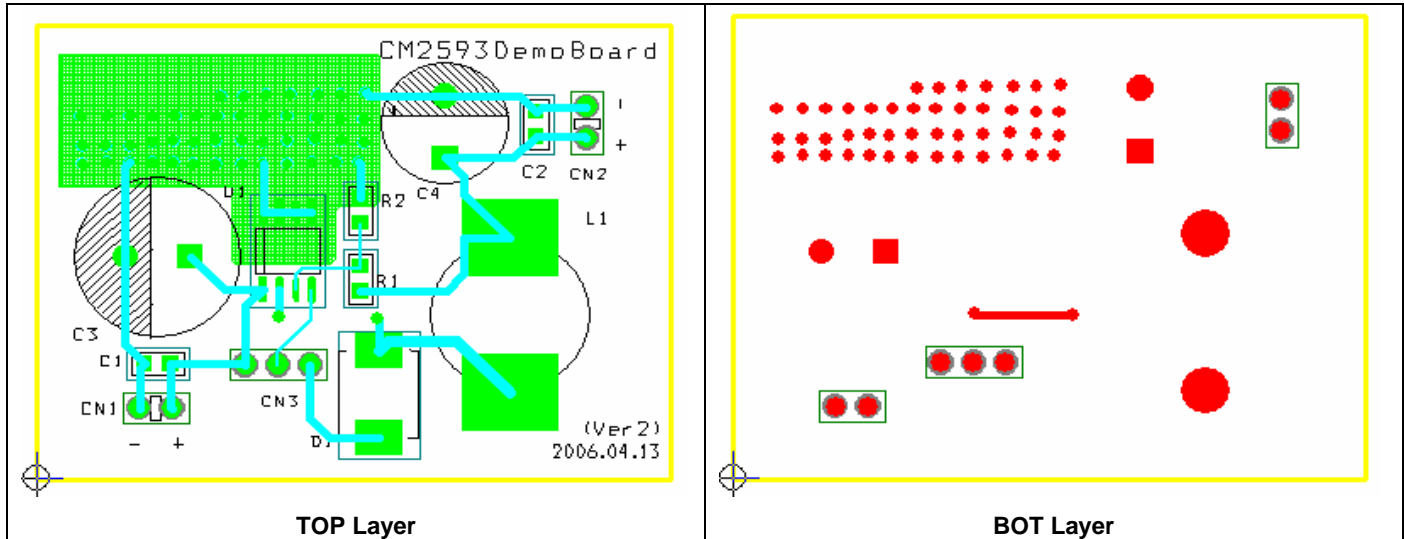 CM2593DemoBoard
-
+
C2
CN2
C4
D1
R2
L1
R1
C3
C1
CN3
CN1
- +
(Ver2)
2006.04.13
TOP Layer
BOT Layer